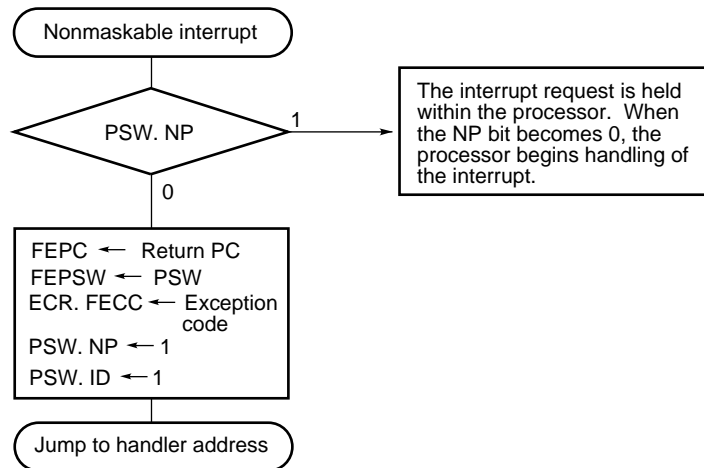 Nonmaskable interrupt
PSW. NP
1
The interrupt request is held
within the processor. When
the NP bit becomes 0, the
processor begins handling of
the interrupt.
0
FEPC ← Return PC
FEPSW ← PSW
ECR. FECC ← Exception
code
PSW. NP ← 1
PSW. ID ← 1
Jump to handler address